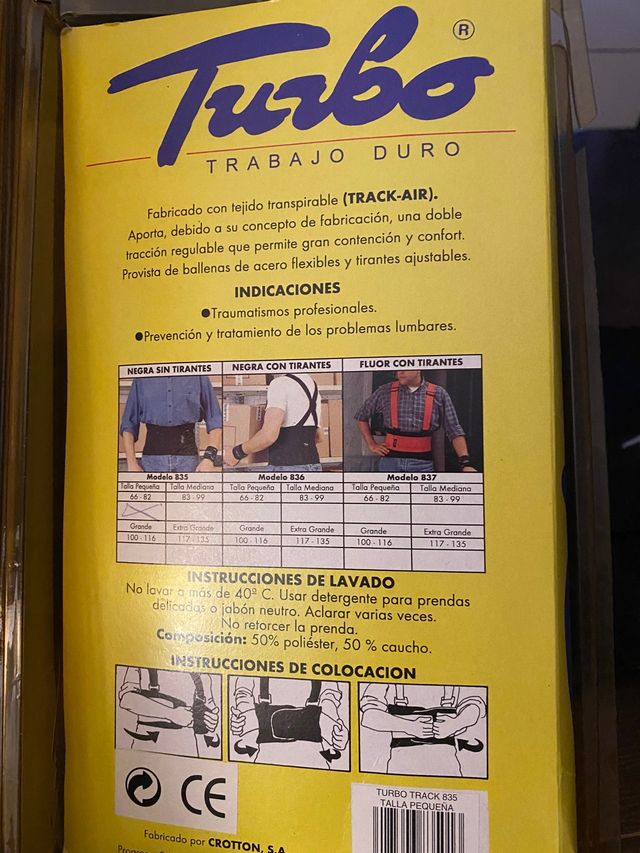 Turbo ®
TRABAJO DURO
Fabricado con tejido transpirable (TRACK-AIR).
Aporta, debido a su concepto de fabricación, una doble
tracción regulable que permite gran contención y confort.
Provista de ballenas de acero flexibles y tirantes ajustables.
INDICACIONES
●Traumatismos profesionales.
●Prevención y tratamiento de los problemas lumbares.
NEGRA SIN TIRANTES NEGRA CON TIRANTES FLUOR CON TIRANTES
Modelo 835 Modelo 836 Modelo 837
Talla Pequeña Talla Mediana Talla Pequeña Talla Mediana Talla Pequeña Talla Mediana
66 - 82 83 - 99 66 - 82 83 - 99 66 - 82 83 - 99
Grande Extra Grande Grande Extra Grande Grande Extra Grande
100 - 116 117 - 135 100 - 116 117 - 135 100 - 116 117 - 135
INSTRUCCIONES DE LAVADO
No lavar a más de 40º C. Usar detergente para prendas
delicadas o jabón neutro. Aclarar varias veces.
No retorcer la prenda.
Composición: 50% poliéster, 50 % caucho.
INSTRUCCIONES DE COLOCACION
CE
TURBO TRACK 835
TALLA PEQUEÑA
Fabricado por CROTTON, S.A.